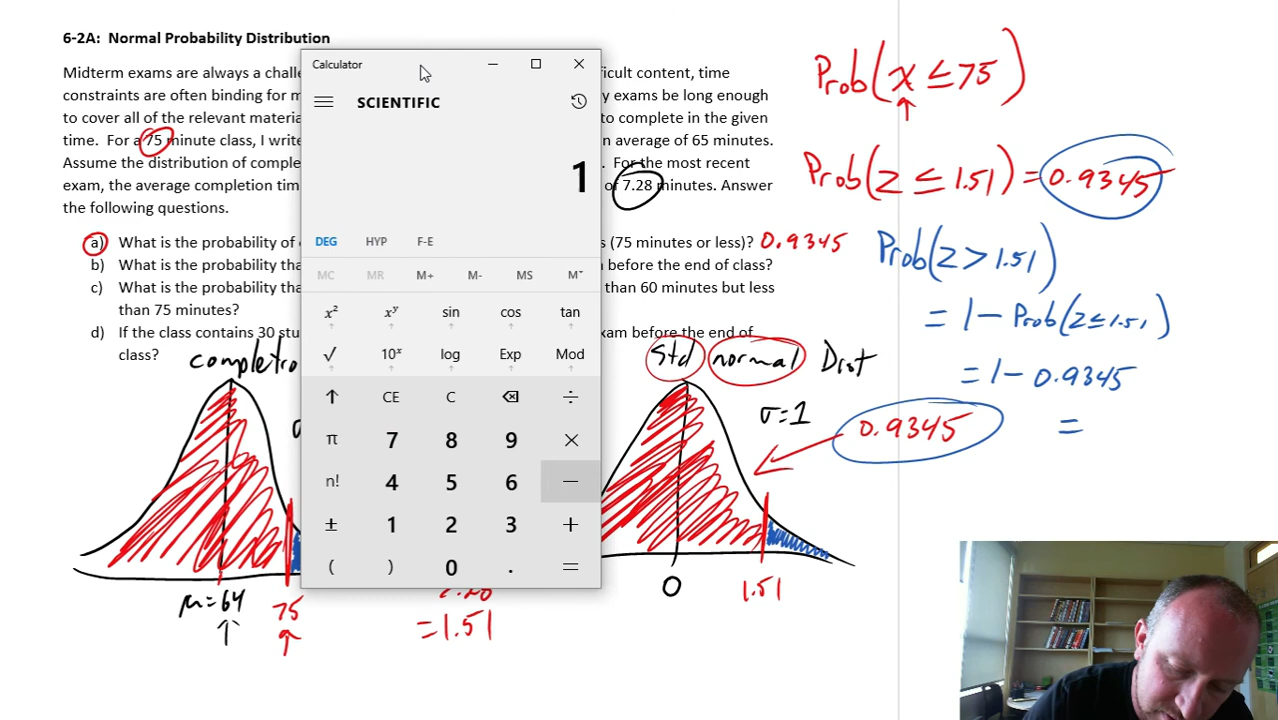 6-2A: Normal Probability Distribution
Midterm exams are always a challe
ficult content, time
constraints are often binding for m
y exams be long enough
to cover all of the relevant materia
to complete in the given
time. For a 75 minute class, I write
n average of 65 minutes.
Assume the distribution of comple
. For the most recent
exam, the average completion tim
of 7.28 minutes. Answer
the following questions.
a) What is the probability of
s (75 minutes or less)? 0.9345
b) What is the probability tha
before the end of class?
c) What is the probability tha
than 60 minutes but less
than 75 minutes?
d) If the class contains 30 stu
xam before the end of
class?
Calculator
SCIENTIFIC
1
DEG HYP F-E
MC MR M+ M- MS M˅
x² xʸ sin cos tan
√ 10ˣ log Exp Mod
↑ CE C ⌫ ÷
π 7 8 9 ×
n! 4 5 6 −
± 1 2 3 +
( ) 0 . =
Prob(x ≤ 75)
Prob(z ≤ 1.51) = 0.9345
Prob(z > 1.51)
= 1 − Prob(z ≤ 1.51)
= 1 − 0.9345
=
Std normal Dist
σ=1
0.9345
μ=64
75
=1.51
0
1.51